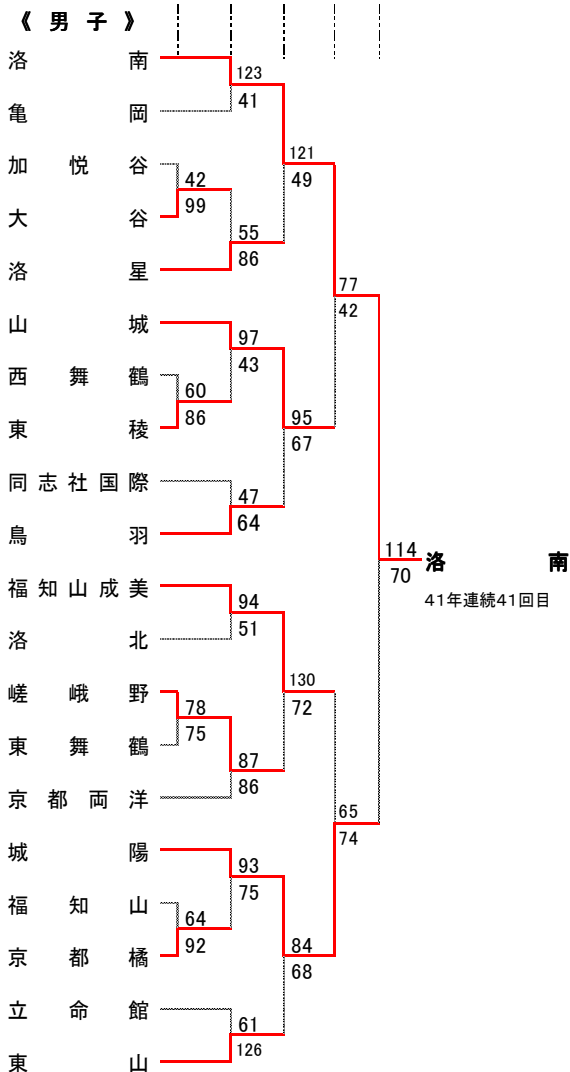 《 男 子 》
洛南
123
亀岡
41
加悦谷
121
42
49
大谷
99
55
洛星
86
77
42
山城
97
43
西舞鶴
60
東稜
86
95
67
同志社国際
47
鳥羽
64
114 洛南
70
福知山成美
94
41年連続41回目
洛北
51
嵯峨野
130
78
72
東舞鶴
75
87
京都両洋
86
65
74
城陽
93
75
福知山
64
京都橘
92
84
68
立命館
61
東山
126